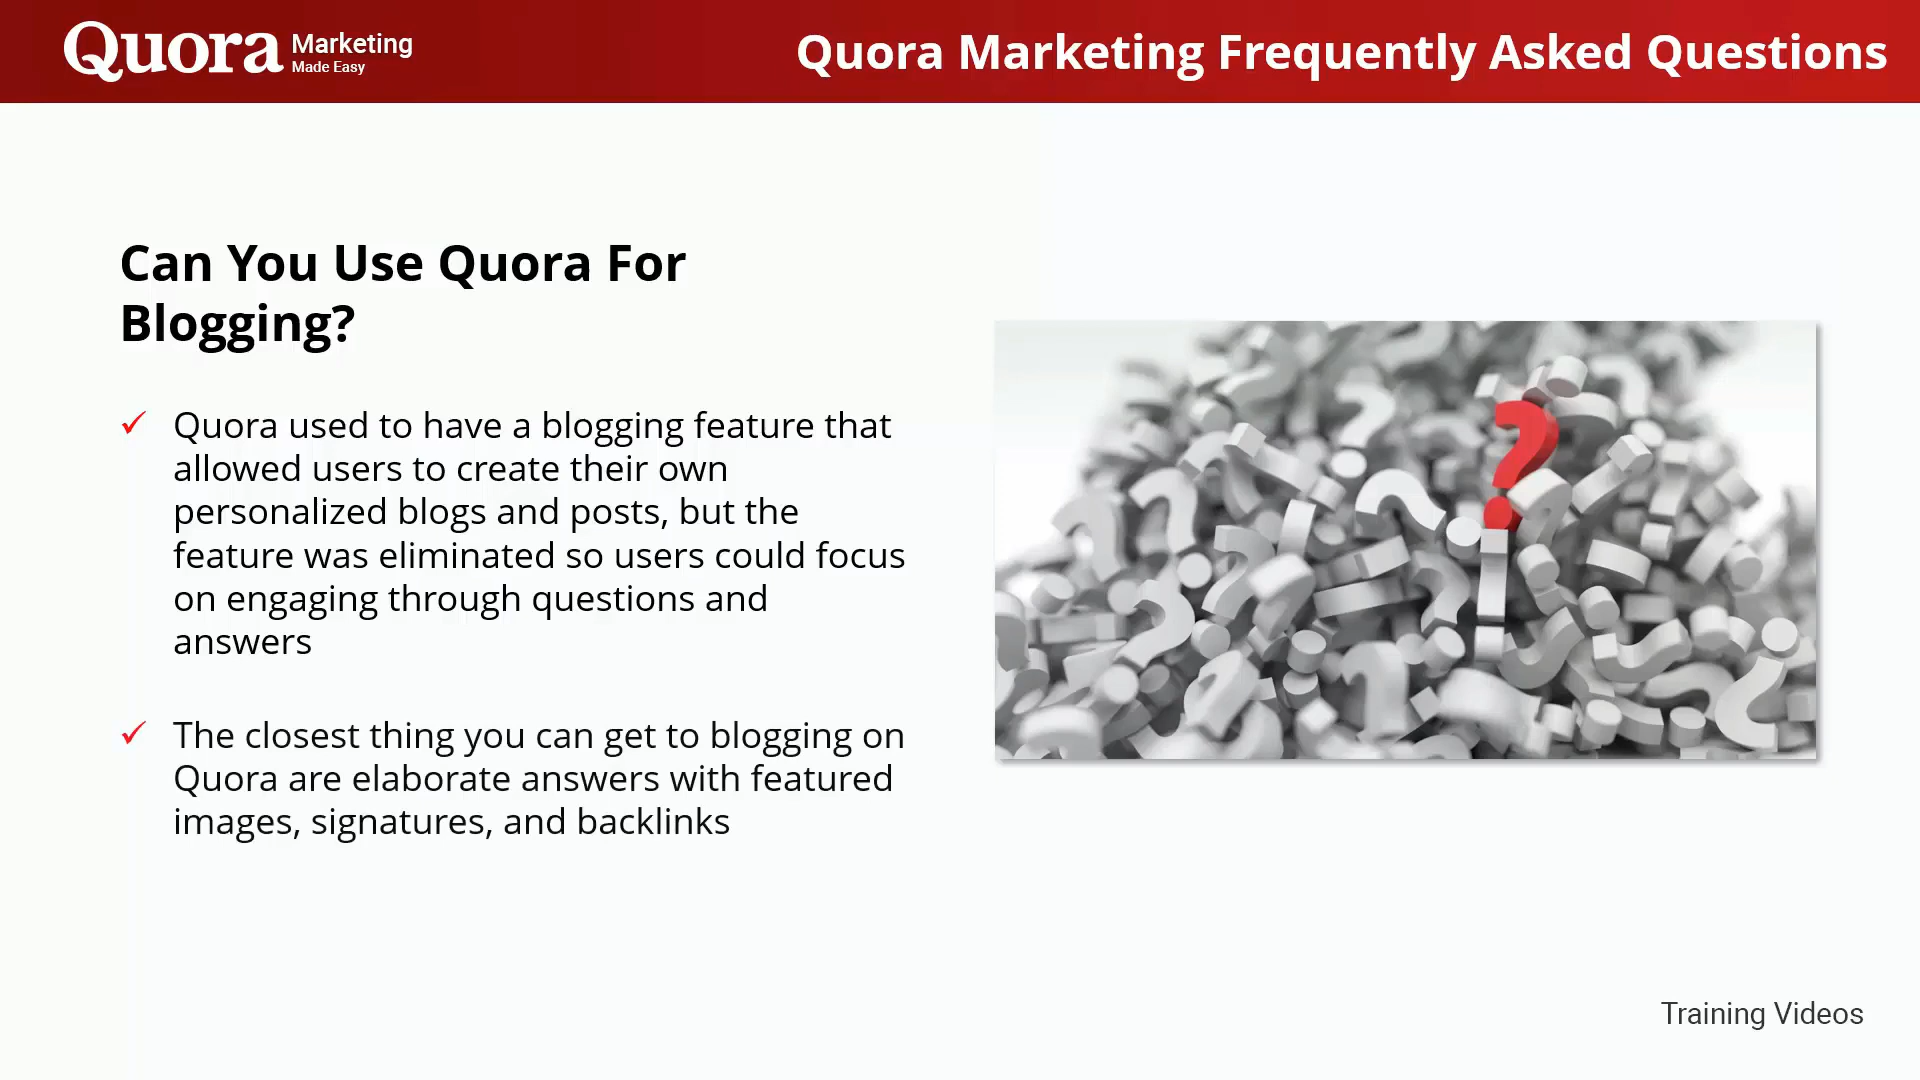 Quora Marketing
Made Easy
Quora Marketing Frequently Asked Questions
Can You Use Quora For
Blogging?
✓ Quora used to have a blogging feature that
allowed users to create their own
personalized blogs and posts, but the
feature was eliminated so users could focus
on engaging through questions and
answers
✓ The closest thing you can get to blogging on
Quora are elaborate answers with featured
images, signatures, and backlinks
Training Videos